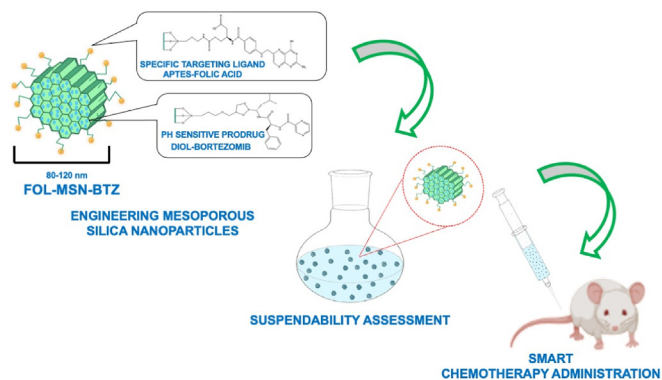 SPECIFIC TARGETING LIGAND
APTES-FOLIC ACID
PH SENSITIVE PRODRUG
DIOL-BORTEZOMIB
80-120 nm
FOL-MSN-BTZ
ENGINEERING MESOPOROUS
SILICA NANOPARTICLES
SUSPENDABILITY ASSESSMENT
SMART
CHEMOTHERAPY ADMINISTRATION